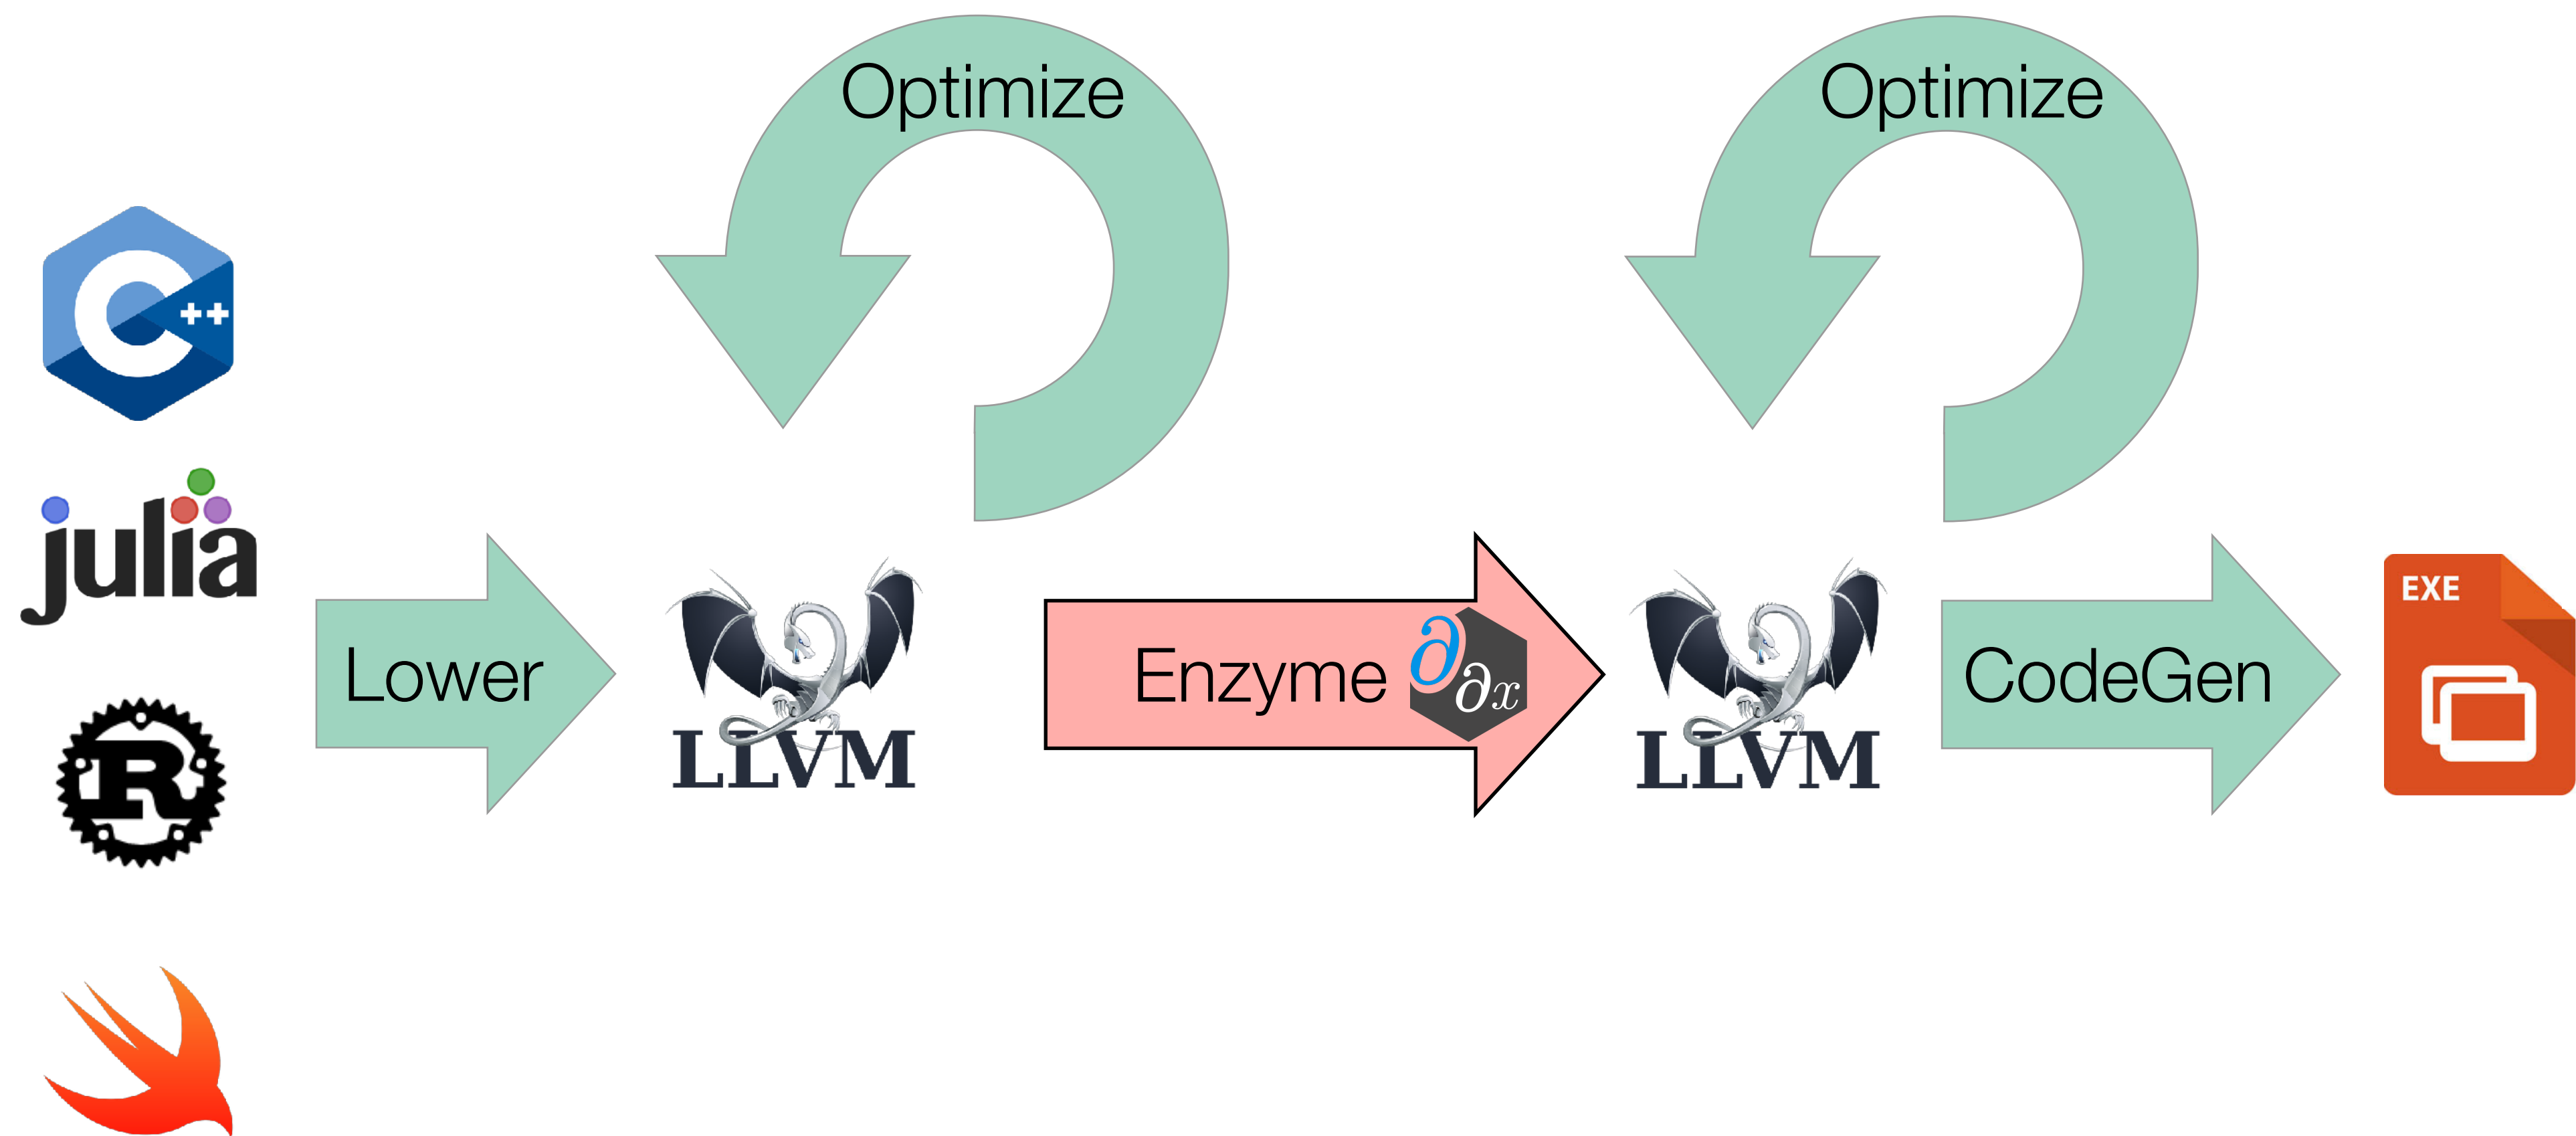 Optimize
Optimize
C++
julia
Lower
LLVM
Enzyme ∂ ∂x
LLVM
CodeGen
EXE
R